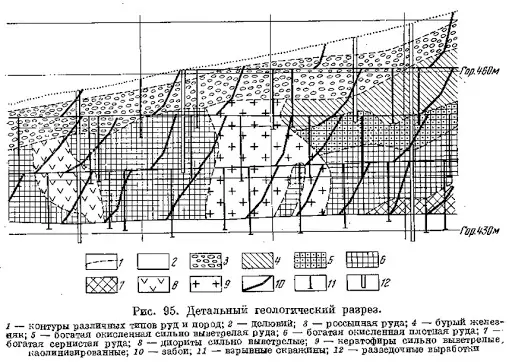 Гор.460м
Гор.430м
1 2 3 4 5 6
7 8 9 10 11 12
Рис. 95. Детальный геологический разрез.
1 — контуры различных типов руд и пород; 2 — делювий; 3 — россыпная руда; 4 — бурый желез-
няк; 5 — богатая окисленная сильно выветрелая руда; 6 — богатая окисленная плотная руда; 7 —
богатая сернистая руда; 8 — диориты сильно выветрелые; 9 — кератофиры сильно выветрелые,
каолинизированные; 10 — забои; 11 — взрывные скважины; 12 — разведочные выработки